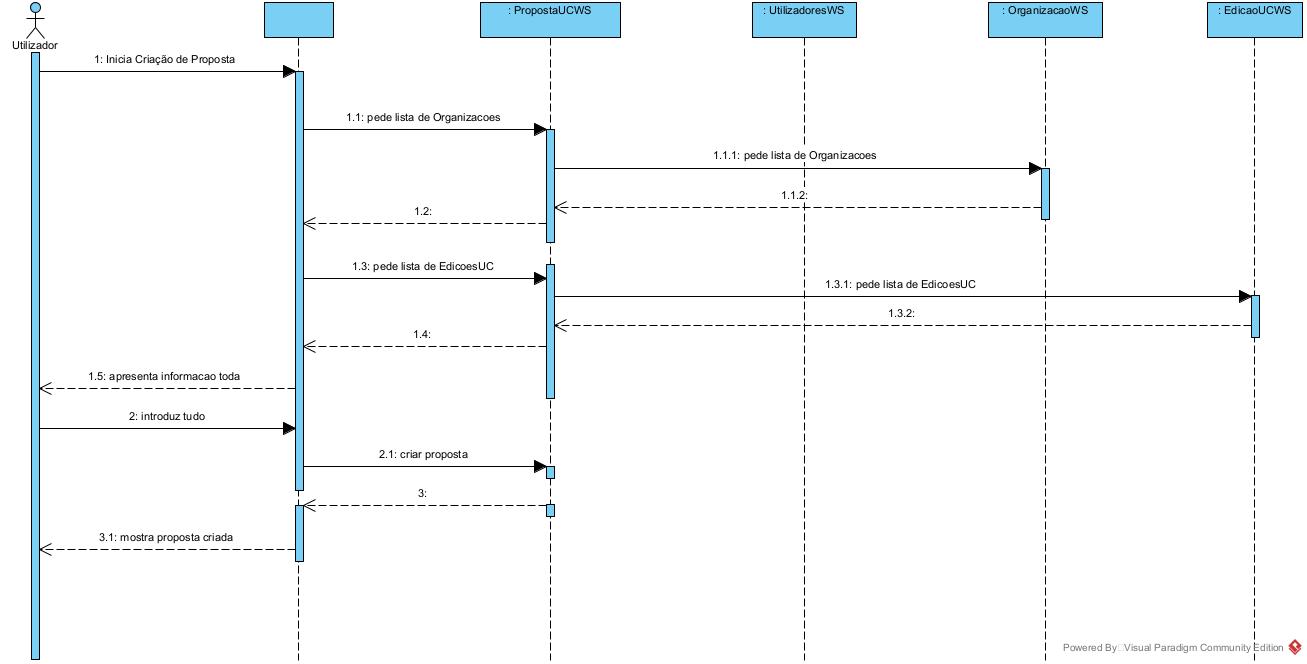 Utilizador
: PropostaUCWS
: UtilizadoresWS
: OrganizacaoWS
: EdicaoUCWS
1: Inicia Criação de Proposta
1.1: pede lista de Organizacoes
1.1.1: pede lista de Organizacoes
1.1.2:
1.2:
1.3: pede lista de EdicoesUC
1.3.1: pede lista de EdicoesUC
1.3.2:
1.4:
1.5: apresenta informacao toda
2: introduz tudo
2.1: criar proposta
3:
3.1: mostra proposta criada
Powered By Visual Paradigm Community Edition